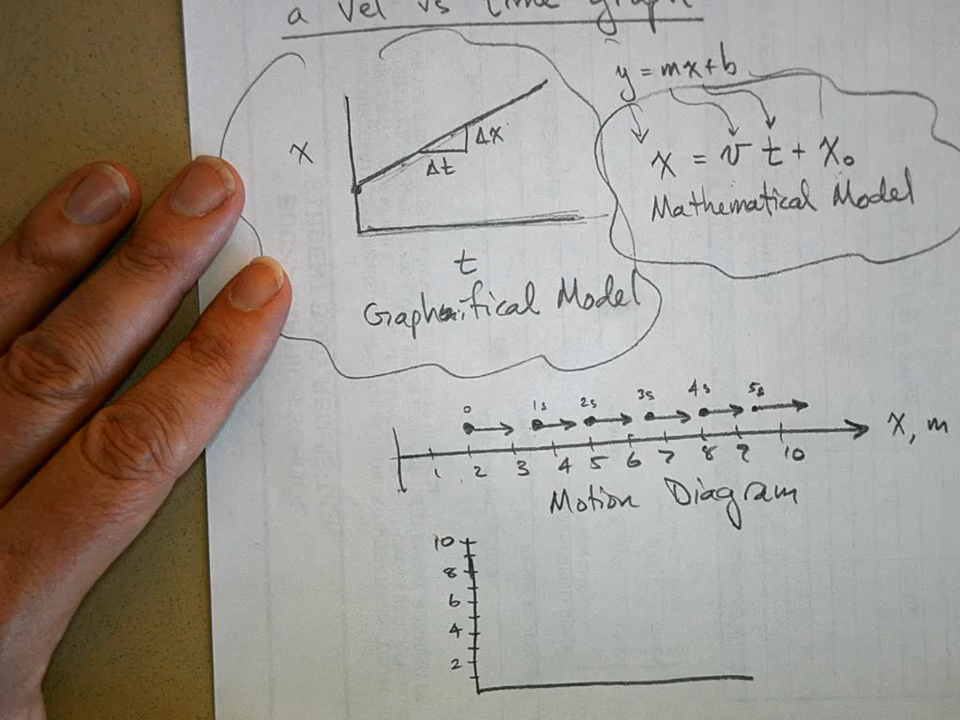 a Vel vs time graph
y = mx+b
x = v t + x₀
Mathematical Model
x
Δx
Δt
t
Model
0 1s 2s 3s 4s 5s
1 2 3 4 5 6 7 8 9 10 X, m
Motion Diagram
10
8
6
4
2